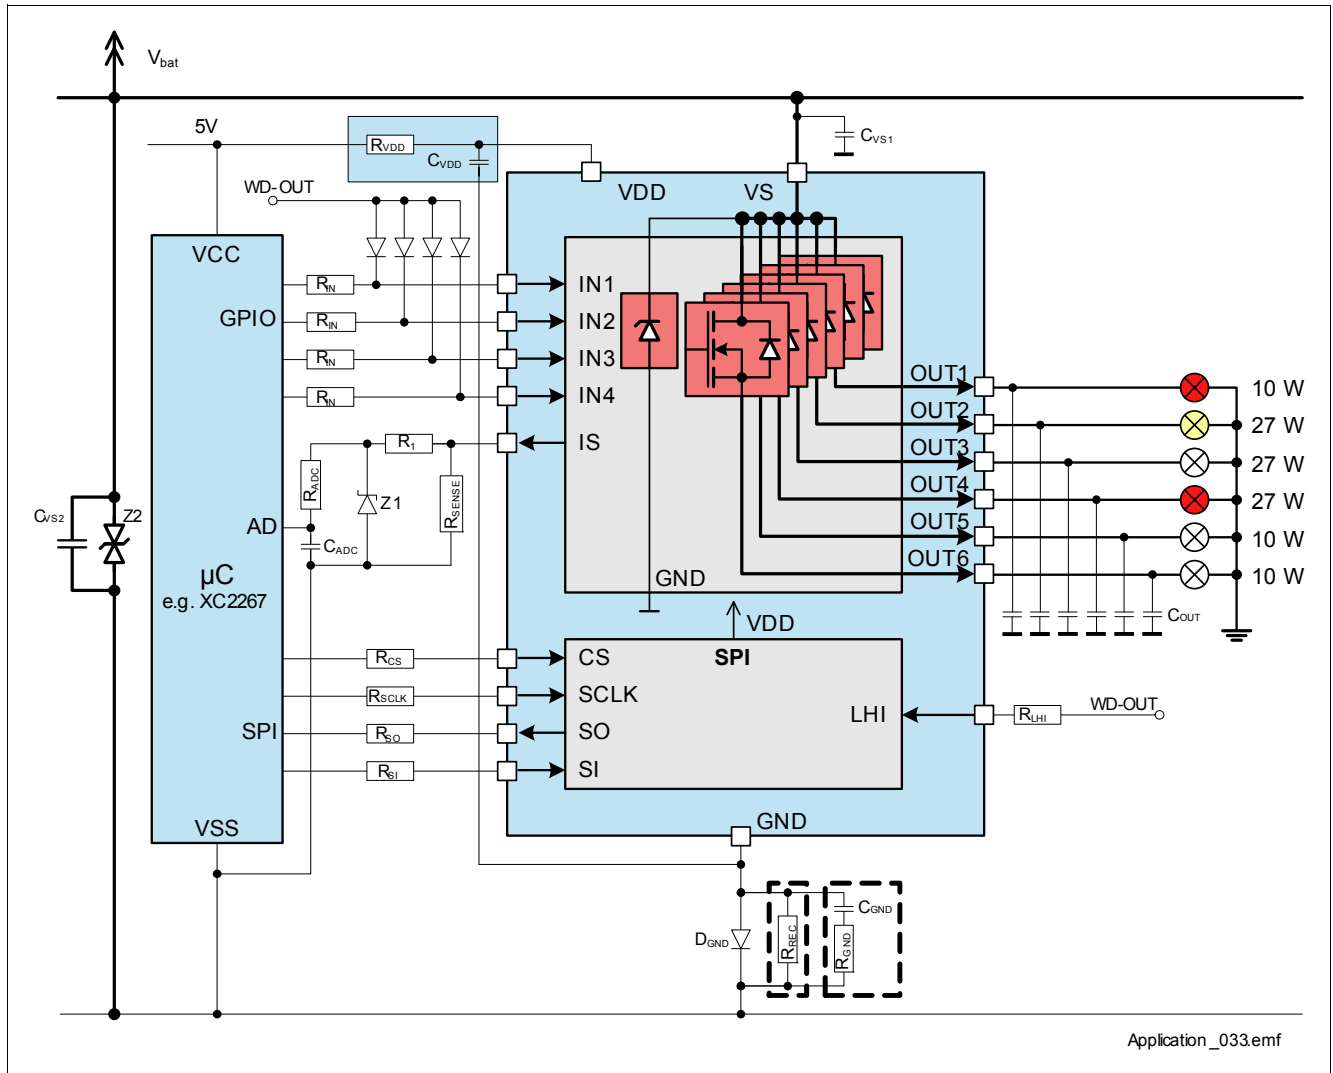 Vbat
5V
RVDD
CVDD
CVS1
WD-OUT
VDD
VS
VCC
RIN
IN1
GPIO
RIN
IN2
RIN
IN3
RIN
IN4
R1
IS
RADC
Z1
RSENSE
AD
CADC
CVS2
Z2
µC
e.g. XC2267
GND
OUT1
10 W
OUT2
27 W
OUT3
27 W
OUT4
27 W
OUT5
10 W
OUT6
10 W
COUT
VDD
SPI
RCS
CS
RSCLK
SCLK
SPI
RSO
SO
RSI
SI
LHI
RLHI
WD-OUT
VSS
GND
DGND
RREC
CGND
RGND
Application_033.emf